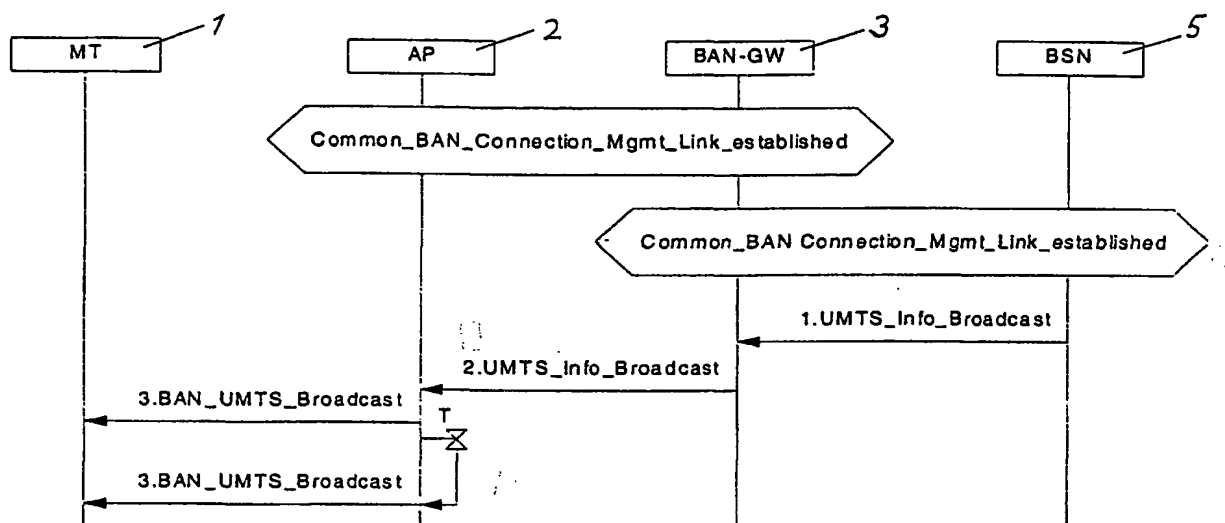 1
2
3
5
MT
AP
BAN-GW
BSN
Common_BAN_Connection_Mgmt_Link_established
Common_BAN Connection_Mgmt_Link_established
1.UMTS_Info_Broadcast
2.UMTS_Info_Broadcast
3.BAN_UMTS_Broadcast
T
3.BAN_UMTS_Broadcast